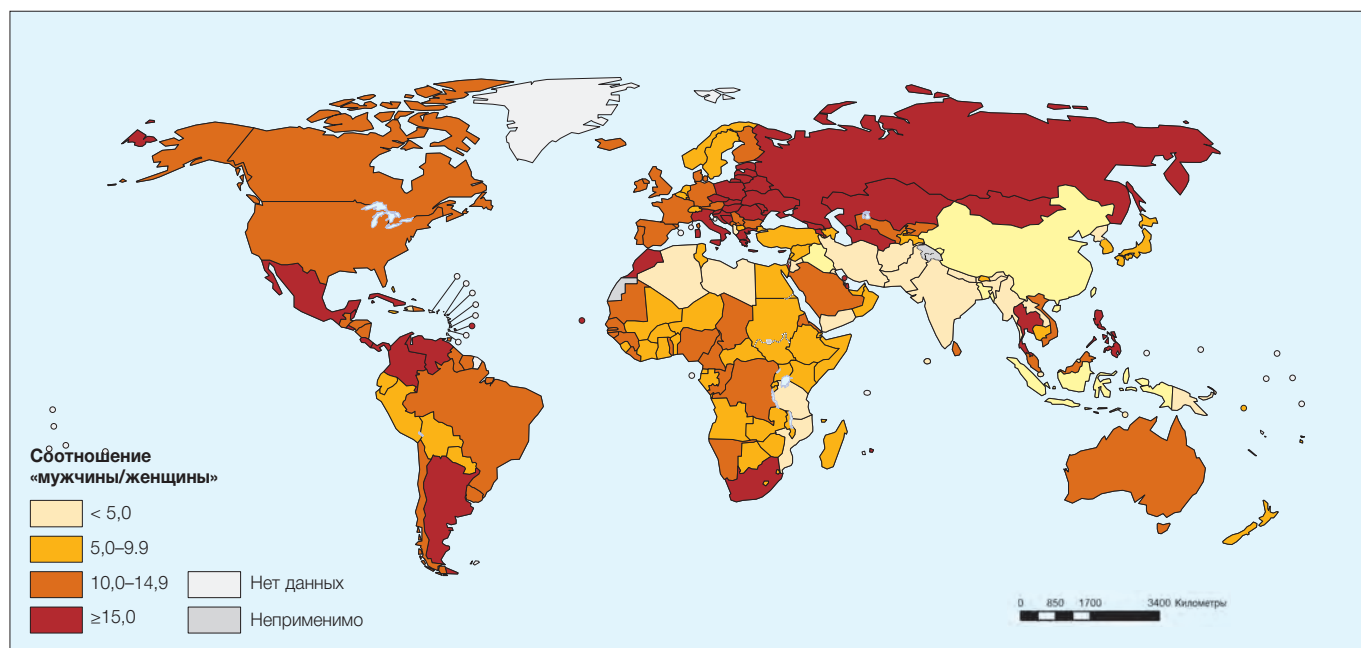 Соотношение
«мужчины/женщины»
< 5,0
5,0–9.9
10,0–14,9
≥15,0
Нет данных
Неприменимо
0 850 1700 3400 Километры